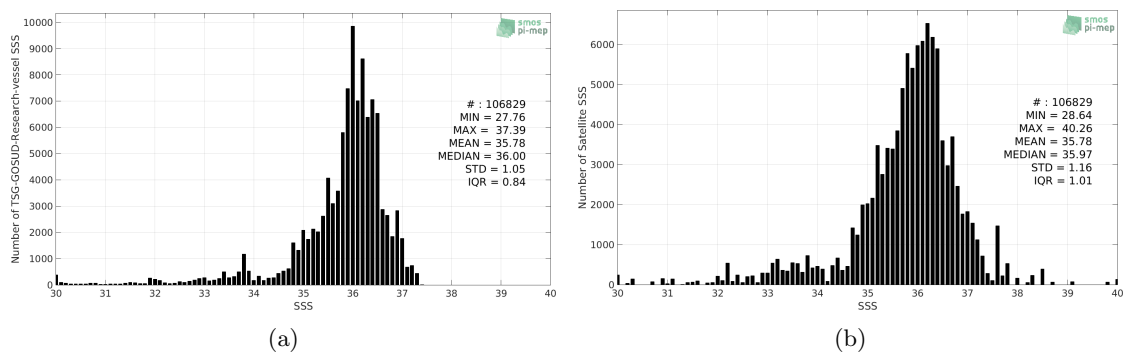 10000
9000
8000
7000
6000
5000
4000
3000
2000
1000
0
Number of TSG-GOSUD-Research-vessel SSS
smos
pi-mep
# : 106829
MIN = 27.76
MAX = 37.39
MEAN = 35.78
MEDIAN = 36.00
STD = 1.05
IQR = 0.84
30 31 32 33 34 35 36 37 38 39 40
SSS
(a)
6000
5000
4000
3000
2000
1000
0
Number of Satellite SSS
smos
pi-mep
# : 106829
MIN = 28.64
MAX = 40.26
MEAN = 35.78
MEDIAN = 35.97
STD = 1.16
IQR = 1.01
30 31 32 33 34 35 36 37 38 39 40
SSS
(b)